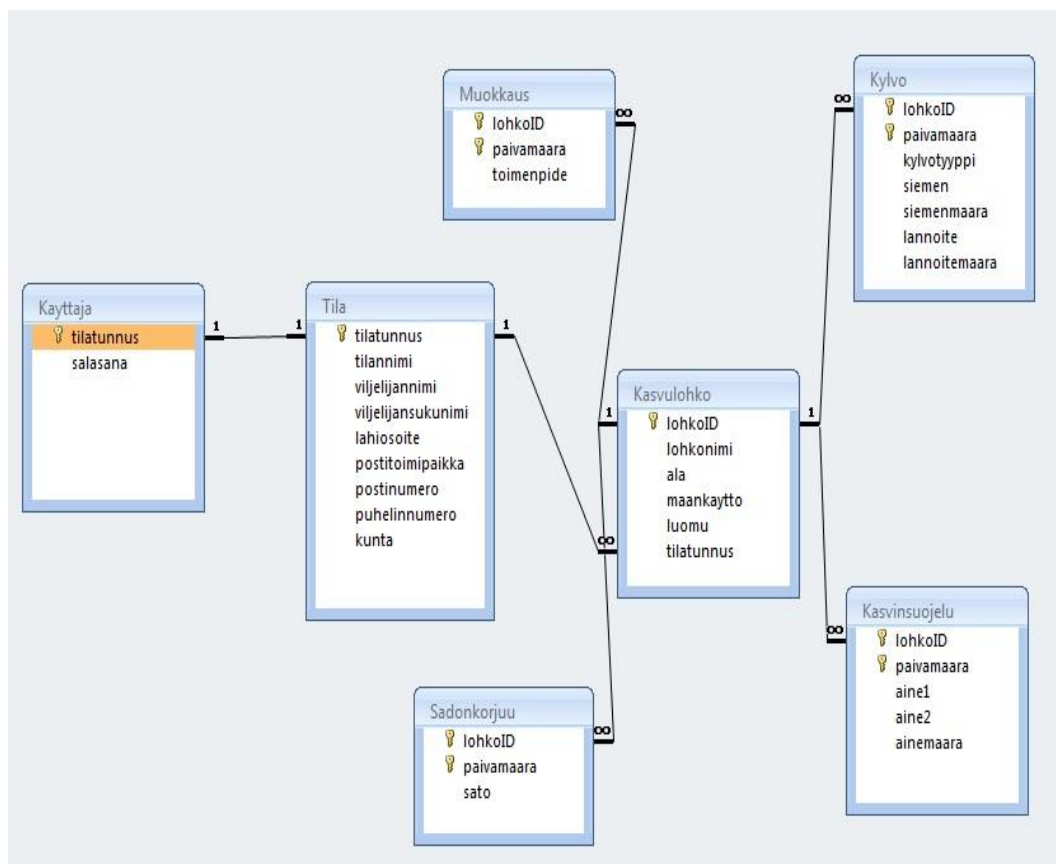 Muokkaus
lohkoID
paivamaara
toimenpide
Kylvo
lohkoID
paivamaara
kylvotyyppi
siemen
siemenmaara
lannoite
lannoitemaara
Kayttaja
tilatunnus
salasana
Tila
tilatunnus
tilannimi
viljelijannimi
viljelijansukunimi
lahiosoite
postitoimipaikka
postinumero
puhelinnumero
kunta
Kasvulohko
lohkoID
lohkonimi
ala
maankaytto
luomu
tilatunnus
Sadonkorjuu
lohkoID
paivamaara
sato
Kasvinsuojelu
lohkoID
paivamaara
aine1
aine2
ainemaara
1
1
1
∞
1
∞
∞
1
∞
∞